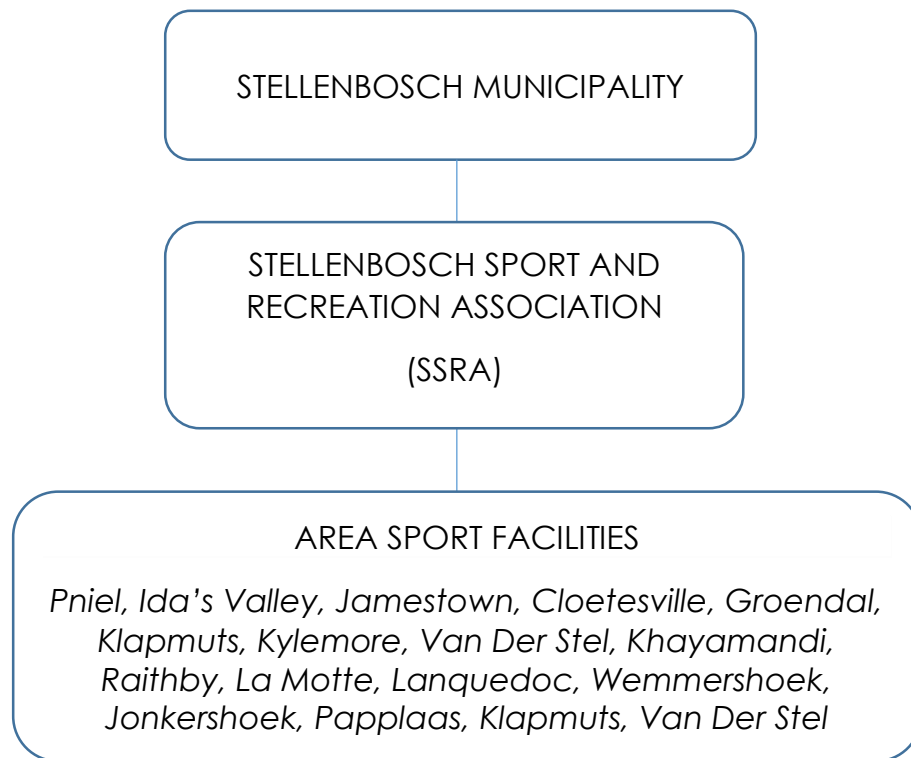 STELLENBOSCH MUNICIPALITY
STELLENBOSCH SPORT AND
RECREATION ASSOCIATION
(SSRA)
AREA SPORT FACILITIES
Pniel, Ida’s Valley, Jamestown, Cloetesville, Groendal,
Klapmuts, Kylemore, Van Der Stel, Khayamandi,
Raithby, La Motte, Lanquedoc, Wemmershoek,
Jonkershoek, Papplaas, Klapmuts, Van Der Stel